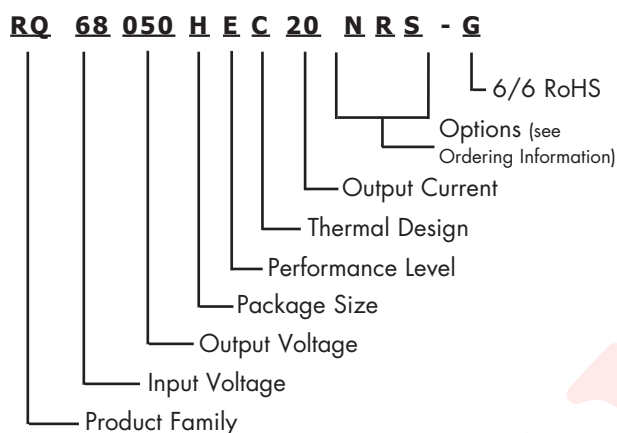 RQ 68 050 H E C 20 N R S - G
6/6 RoHS
Options (see
Ordering Information)
Output Current
Thermal Design
Performance Level
Package Size
Output Voltage
Input Voltage
Product Family